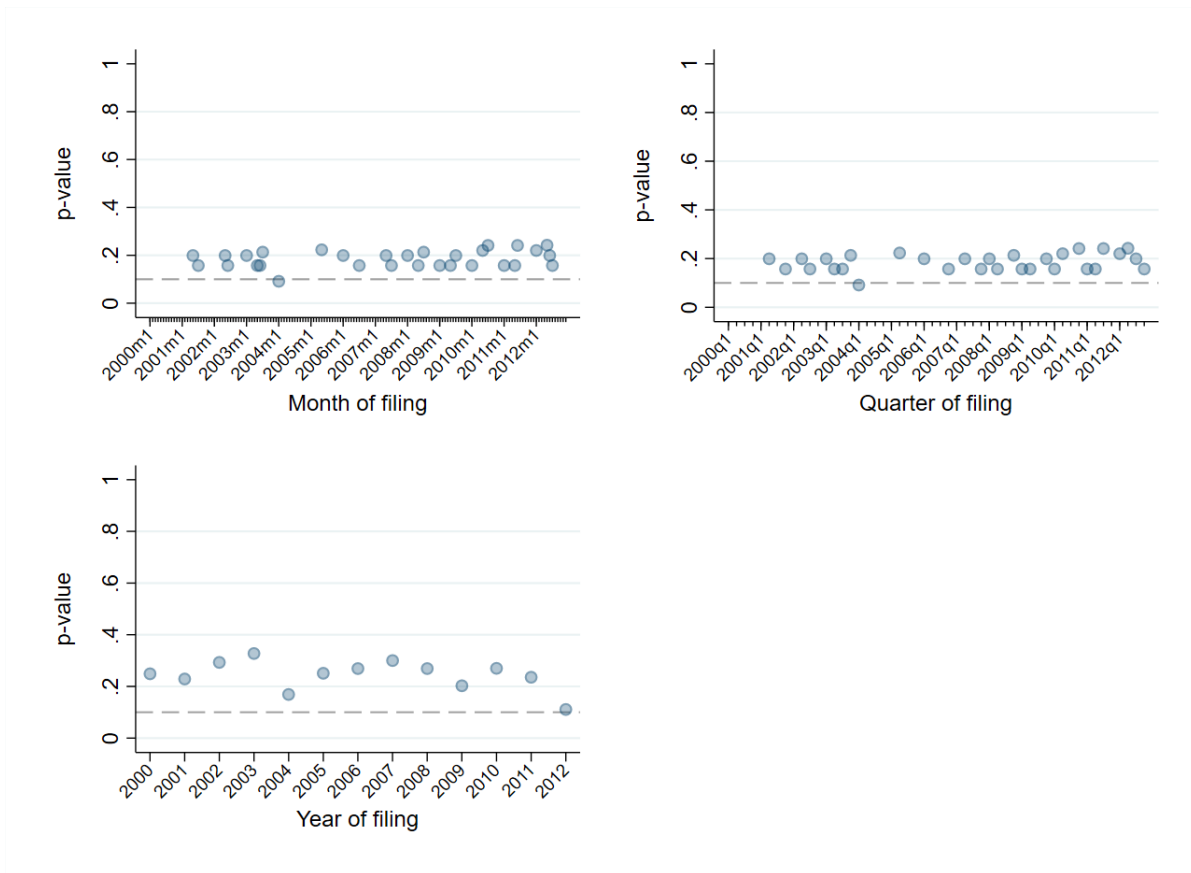 p-value
1
.8
.6
.4
.2
0
2000m1 2001m1 2002m1 2003m1 2004m1 2005m1 2006m1 2007m1 2008m1 2009m1 2010m1 2011m1 2012m1
Month of filing
p-value
1
.8
.6
.4
.2
0
2000q1 2001q1 2002q1 2003q1 2004q1 2005q1 2006q1 2007q1 2008q1 2009q1 2010q1 2011q1 2012q1
Quarter of filing
p-value
1
.8
.6
.4
.2
0
2000 2001 2002 2003 2004 2005 2006 2007 2008 2009 2010 2011 2012
Year of filing